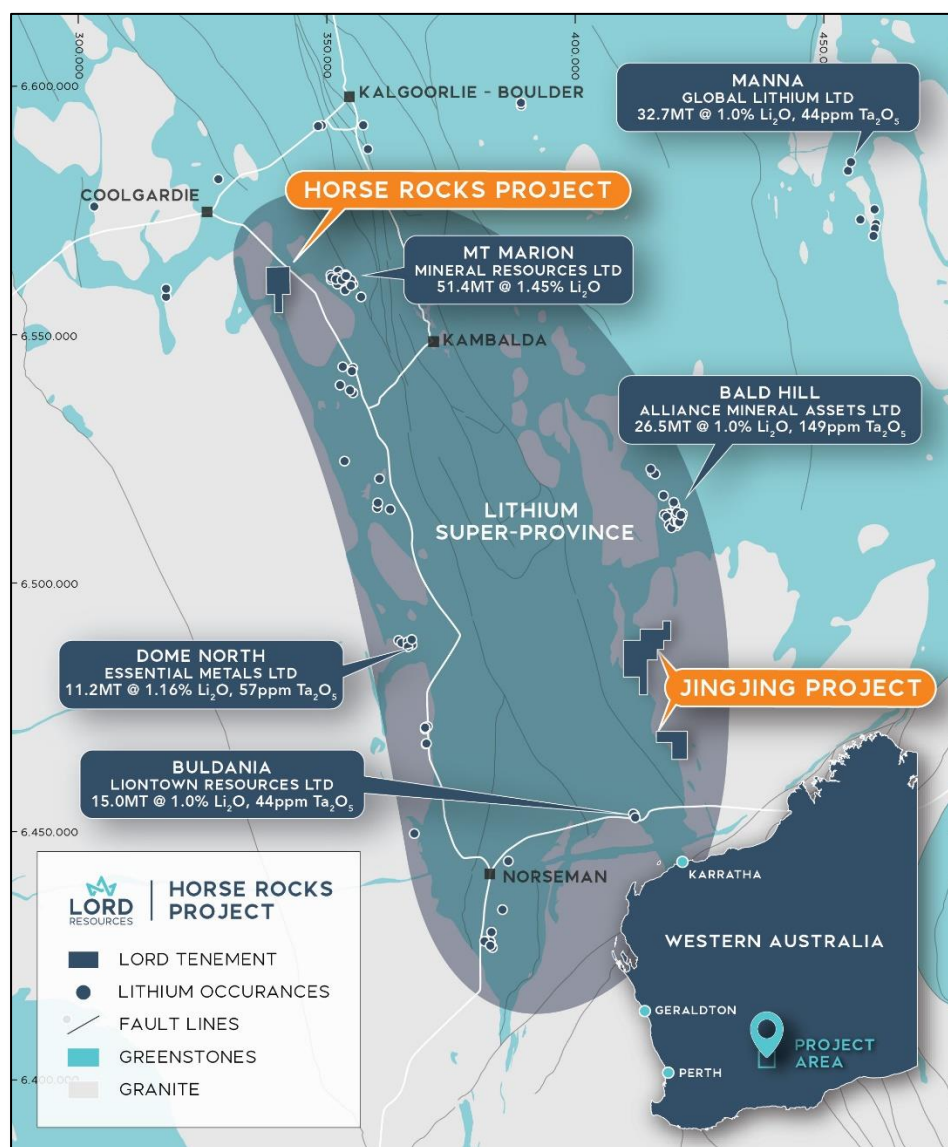 300,000
350,000
400,000
450,0
6,600,000
6,550,000
6,500,000
6,450,000
6,400,000
KALGOORLIE - BOULDER
MANNA
GLOBAL LITHIUM LTD
32.7MT @ 1.0% Li₂O, 44ppm Ta₂O₅
COOLGARDIE
HORSE ROCKS PROJECT
MT MARION
MINERAL RESOURCES LTD
51.4MT @ 1.45% Li₂O
KAMBALDA
BALD HILL
ALLIANCE MINERAL ASSETS LTD
26.5MT @ 1.0% Li₂O, 149ppm Ta₂O₅
LITHIUM
SUPER-PROVINCE
DOME NORTH
ESSENTIAL METALS LTD
11.2MT @ 1.16% Li₂O, 57ppm Ta₂O₅
JINGJING PROJECT
BULDANIA
LIONTOWN RESOURCES LTD
15.0MT @ 1.0% Li₂O, 44ppm Ta₂O₅
NORSEMAN
LORD
RESOURCES
HORSE ROCKS
PROJECT
LORD TENEMENT
LITHIUM OCCURANCES
FAULT LINES
GREENSTONES
GRANITE
KARRATHA
WESTERN AUSTRALIA
GERALDTON
PROJECT
AREA
PERTH